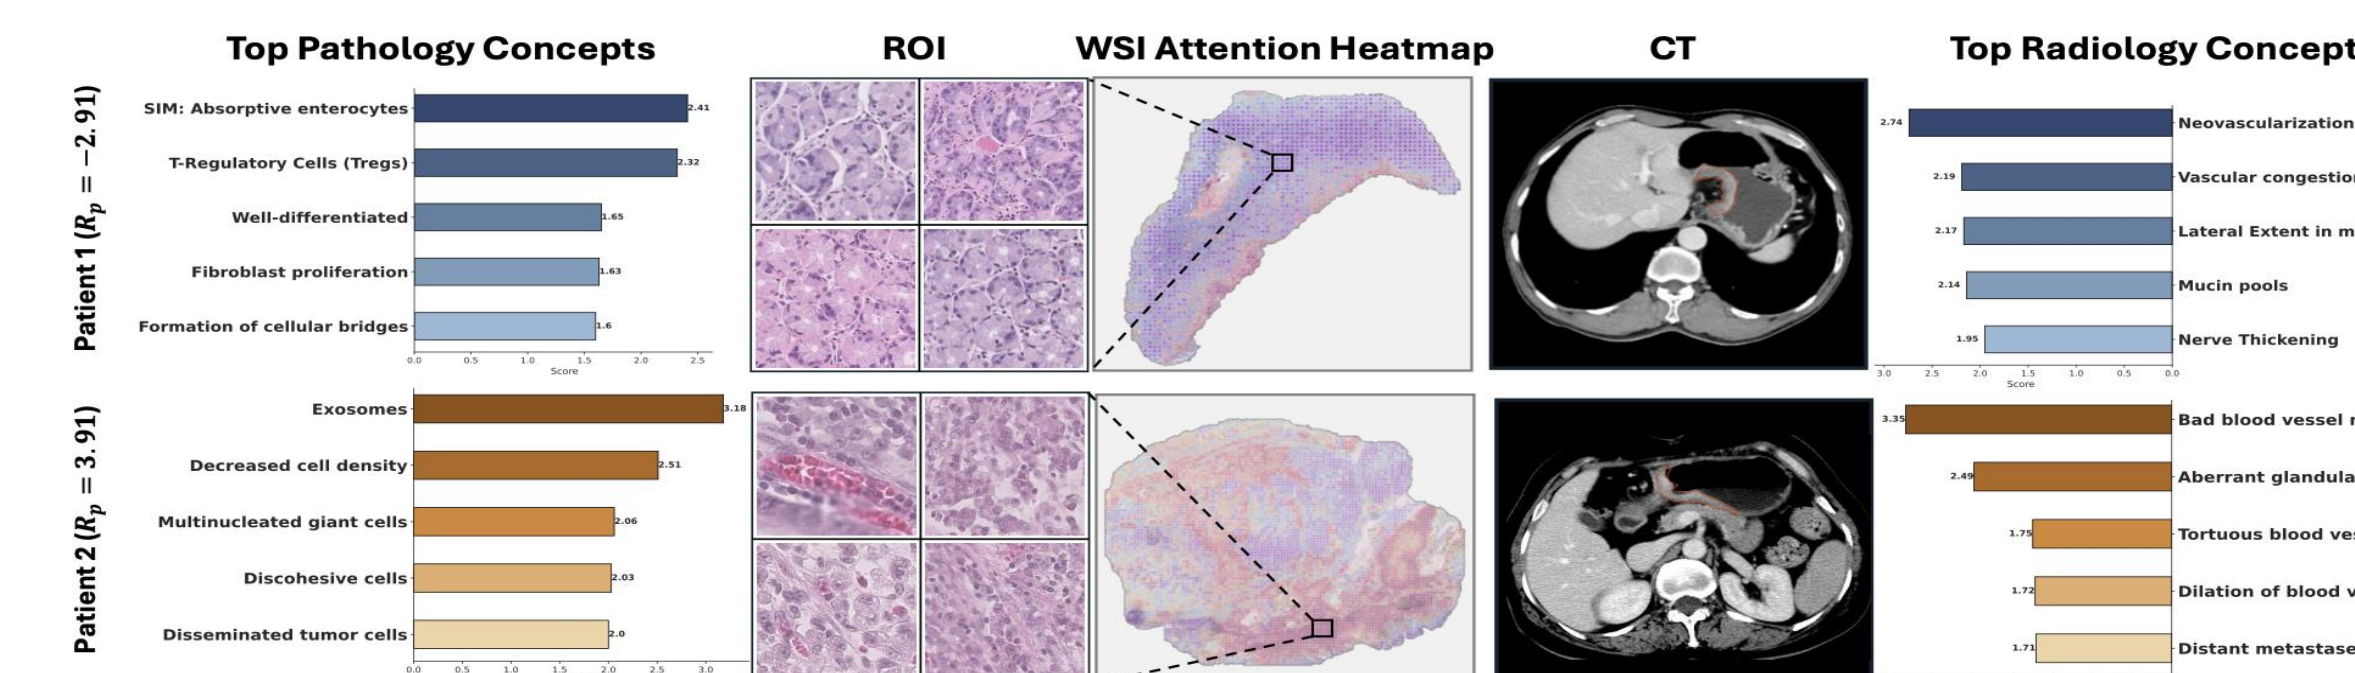 Top Pathology Concepts ROI WSI Attention Heatmap CT Top Radiology Concept
Patient 1 (Rₚ = −2.91)
SIM: Absorptive enterocytes 2.41
T-Regulatory Cells (Tregs) 2.32
Well-differentiated 1.65
Fibroblast proliferation 1.63
Formation of cellular bridges 1.6
0.0 0.5 1.0 1.5 2.0 2.5
Score
2.74 Neovascularization
2.19 Vascular congestion
2.17 Lateral Extent in m
2.14 Mucin pools
1.95 Nerve Thickening
3.0 2.5 2.0 1.5 1.0 0.5 0.0
Score
Patient 2 (Rₚ = 3.91)
Exosomes 3.18
Decreased cell density 2.51
Multinucleated giant cells 2.06
Discohesive cells 2.03
Disseminated tumor cells 2.0
0.0 0.5 1.0 1.5 2.0 2.5 3.0
3.35 Bad blood vessel
2.49 Aberrant glandula
1.75 Tortuous blood ves
1.72 Dilation of blood v
1.71 Distant metastase